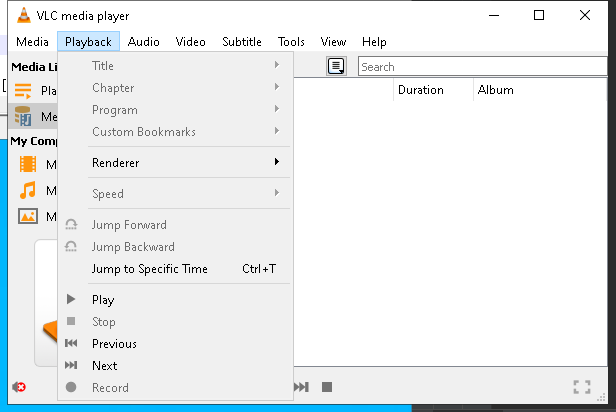 VLC media player
Media Playback Audio Video Subtitle Tools View Help
Media Li
Search
Pla
Me
Duration Album
My Comp
M
M
M
Title
Chapter
Program
Custom Bookmarks
Renderer
Speed
Jump Forward
Jump Backward
Jump to Specific Time Ctrl+T
Play
Stop
Previous
Next
Record